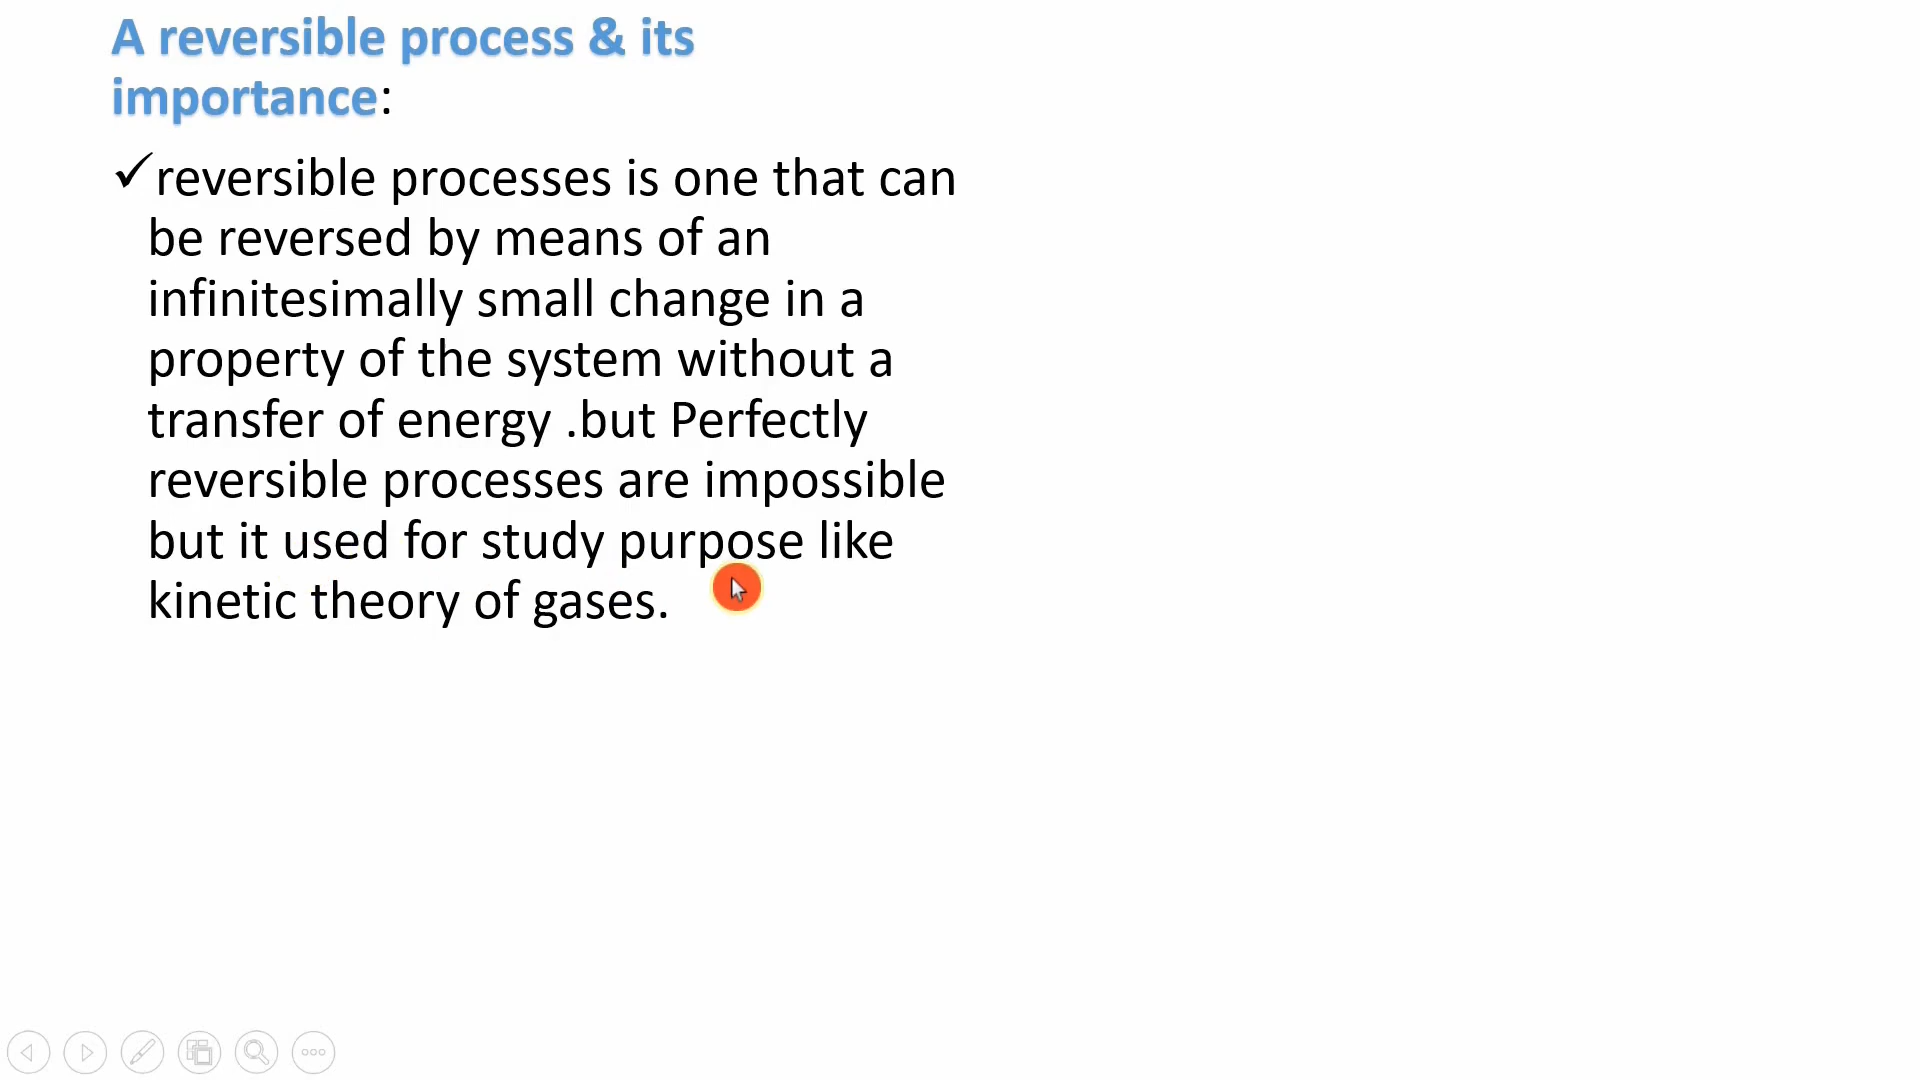 A reversible process & its
importance:
✓reversible processes is one that can
be reversed by means of an
infinitesimally small change in a
property of the system without a
transfer of energy .but Perfectly
reversible processes are impossible
but it used for study purpose like
kinetic theory of gases.